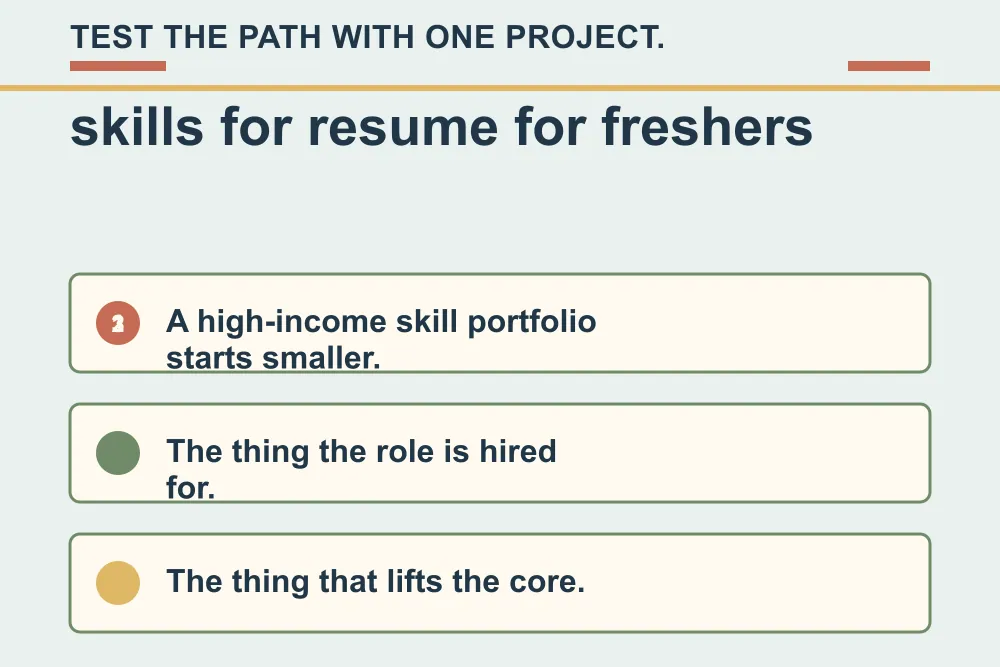 TEST THE PATH WITH ONE PROJECT.
skills for resume for freshers
A high-income skill portfolio
starts smaller.
The thing the role is hired
for.
The thing that lifts the core.